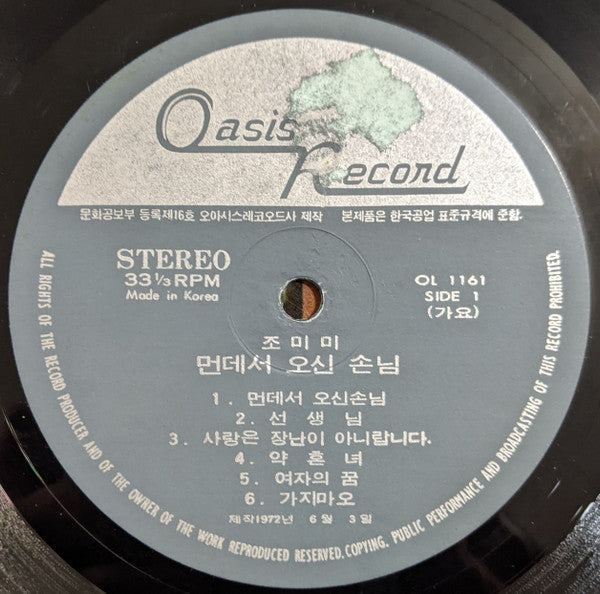 Oasis
Record
문화공보부 등록제16호 오아시스레코오드사 제작 본제품은 한국공업 표준규격에 준함.
STEREO
33 1/3 RPM
Made in Korea
OL 1161
SIDE 1
(가요)
조미미
먼데서 오신 손님
1. 먼데서 오신손님
2. 선생님
3. 사랑은 장난이 아니랍니다.
4. 약혼녀
5. 여자의 꿈
6. 가지마오
제작1972년 6월 3일
ALL RIGHTS OF THE RECORD PRODUCER AND OF THE OWNER OF THE WORK REPRODUCED RESERVED. COPYING. PUBLIC PERFORMANCE AND BROADCASTING OF THIS RECORD PROHIBITED.